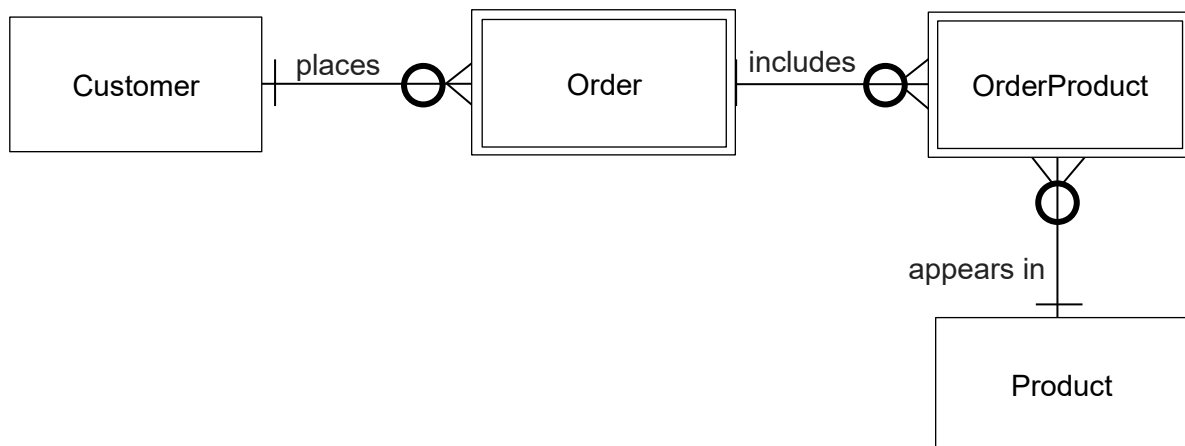 Customer
places
Order
includes
OrderProduct
appears in
Product